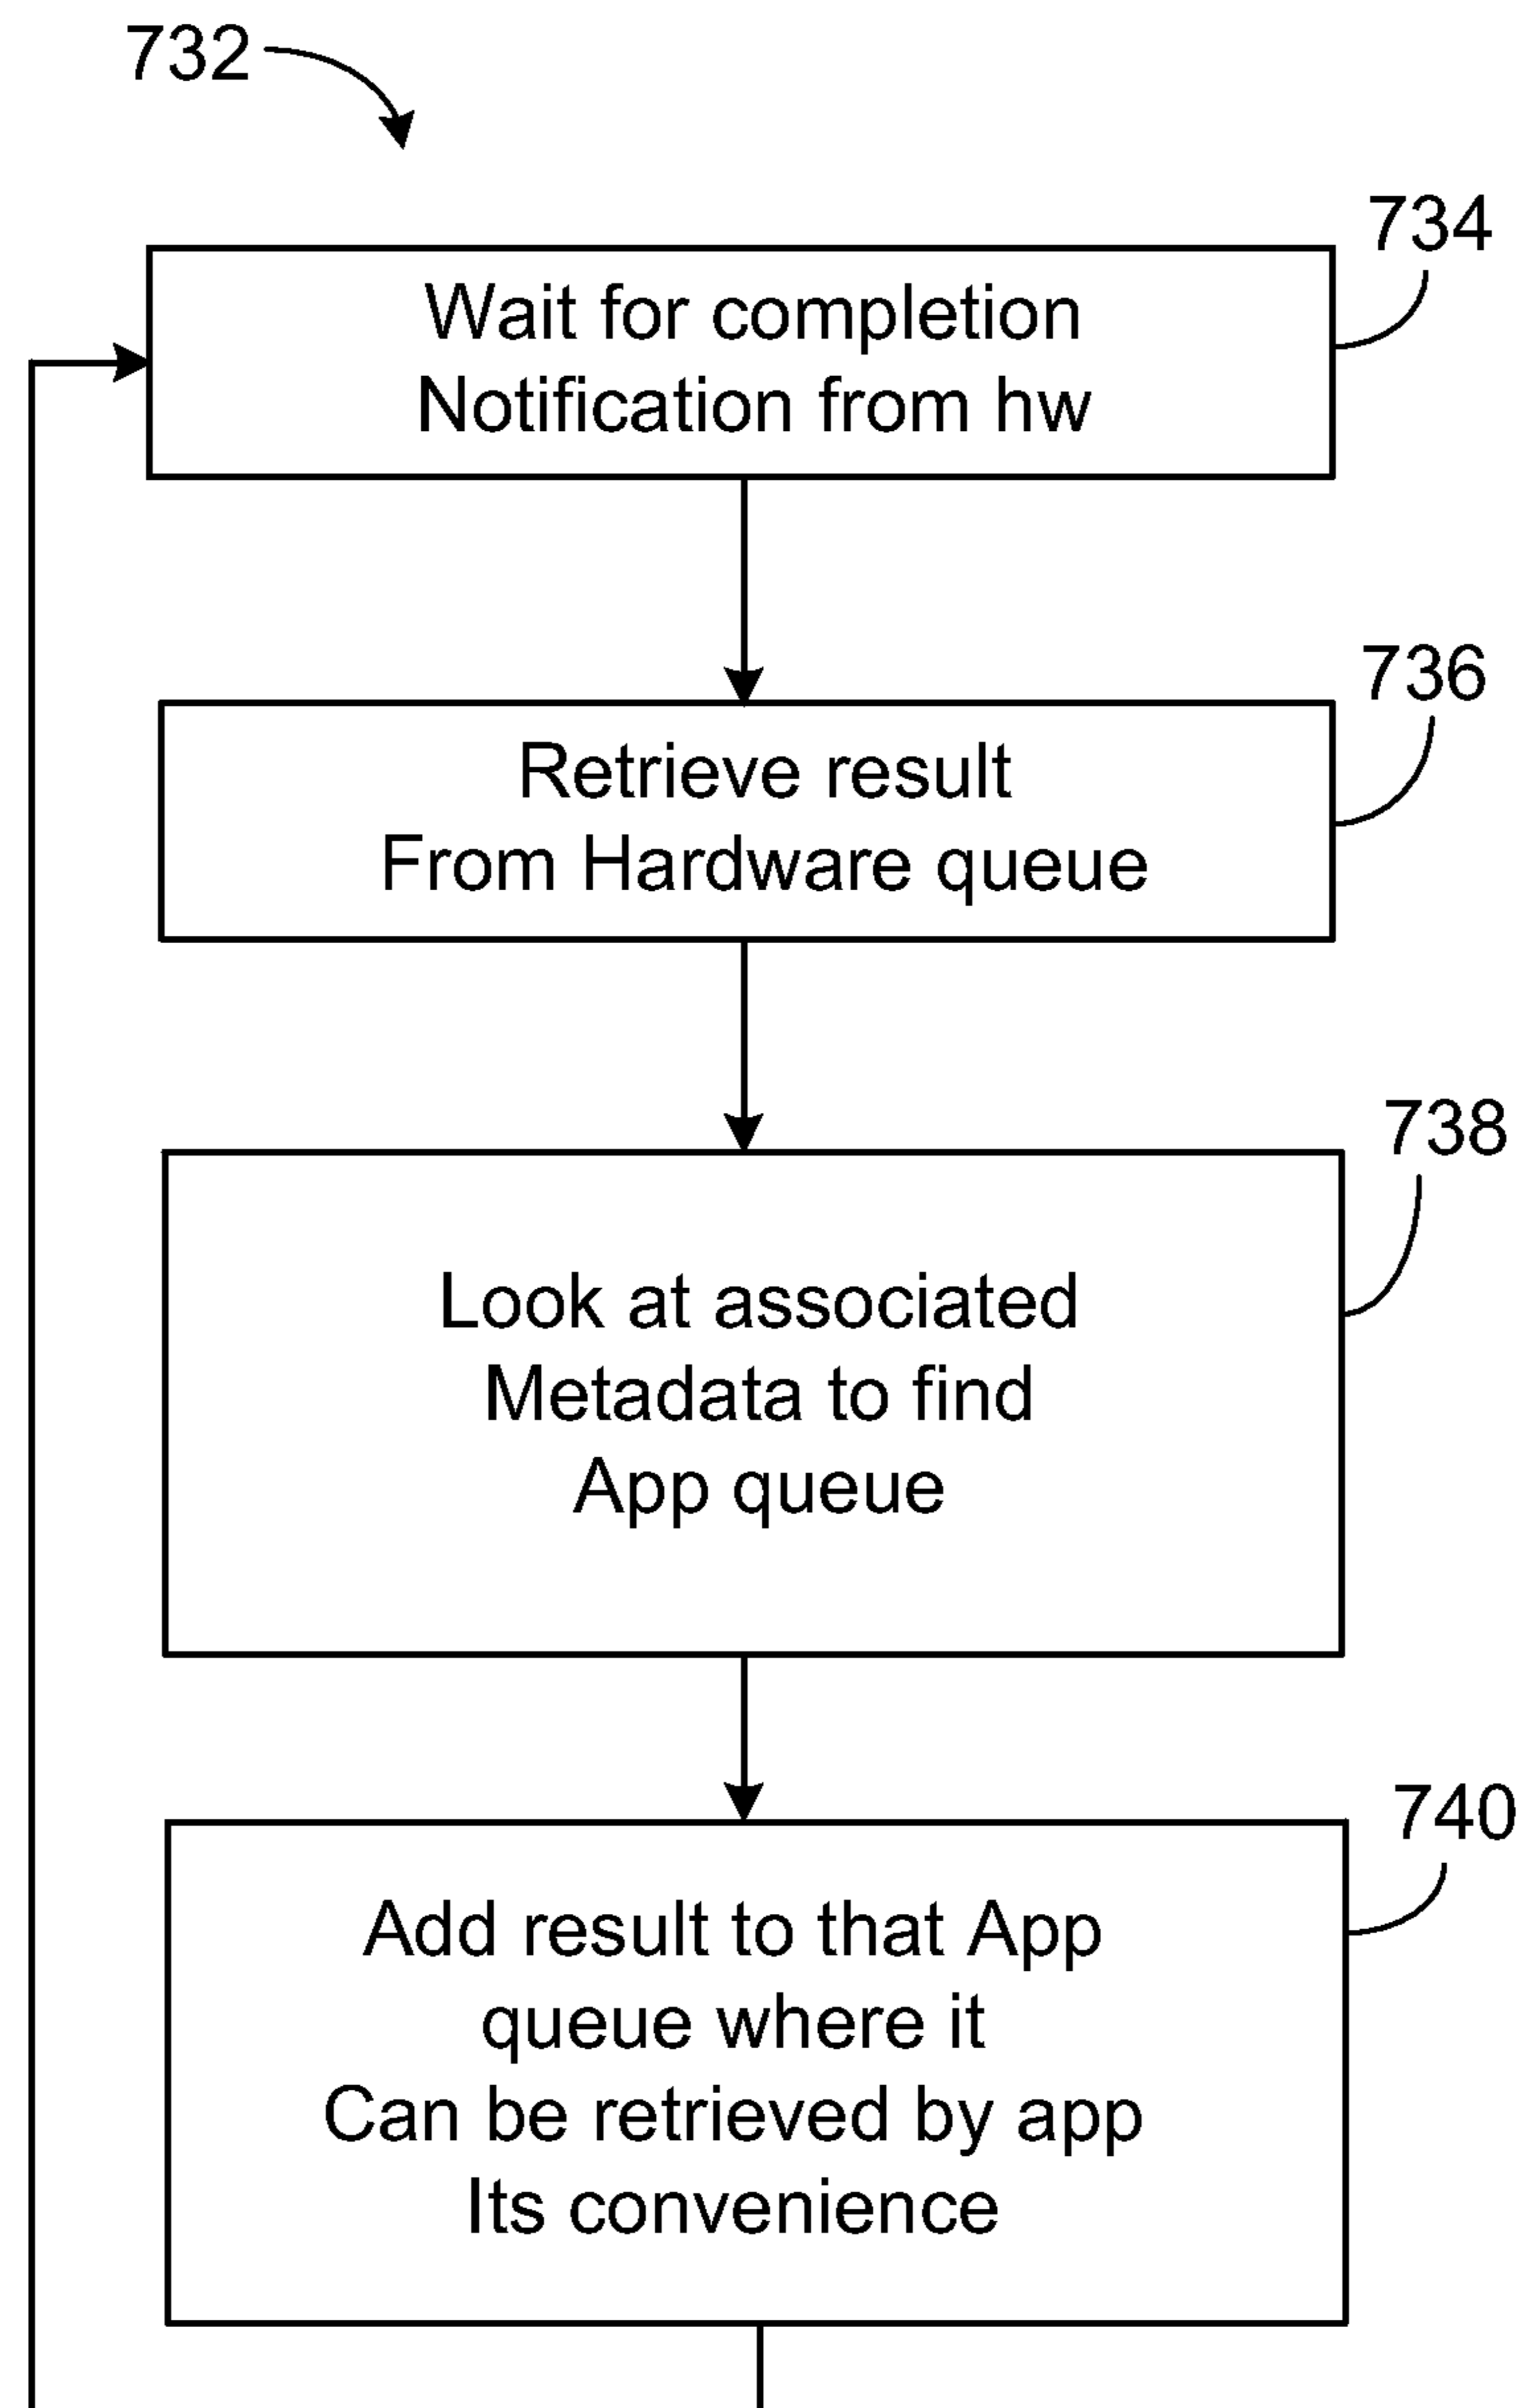 732
734
Wait for completion
Notification from hw
736
Retrieve result
From Hardware queue
738
Look at associated
Metadata to find
App queue
740
Add result to that App
queue where it
Can be retrieved by app
Its convenience